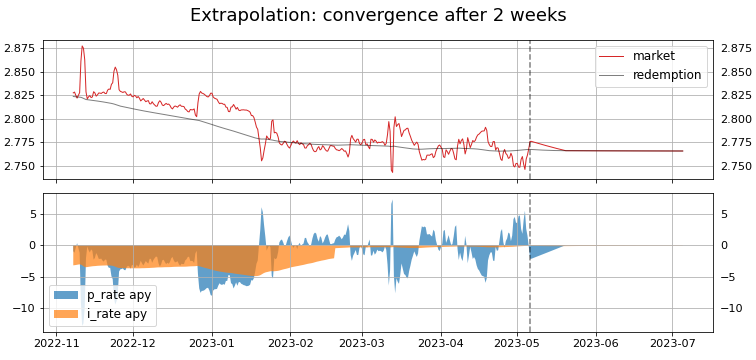 Extrapolation: convergence after 2 weeks
2.875 2.875
2.850 2.850
2.825 2.825
2.800 2.800
2.775 2.775
2.750 2.750
market
redemption
5 5
0 0
−5 −5
−10 −10
p_rate apy
i_rate apy
2022-11 2022-12 2023-01 2023-02 2023-03 2023-04 2023-05 2023-06 2023-07